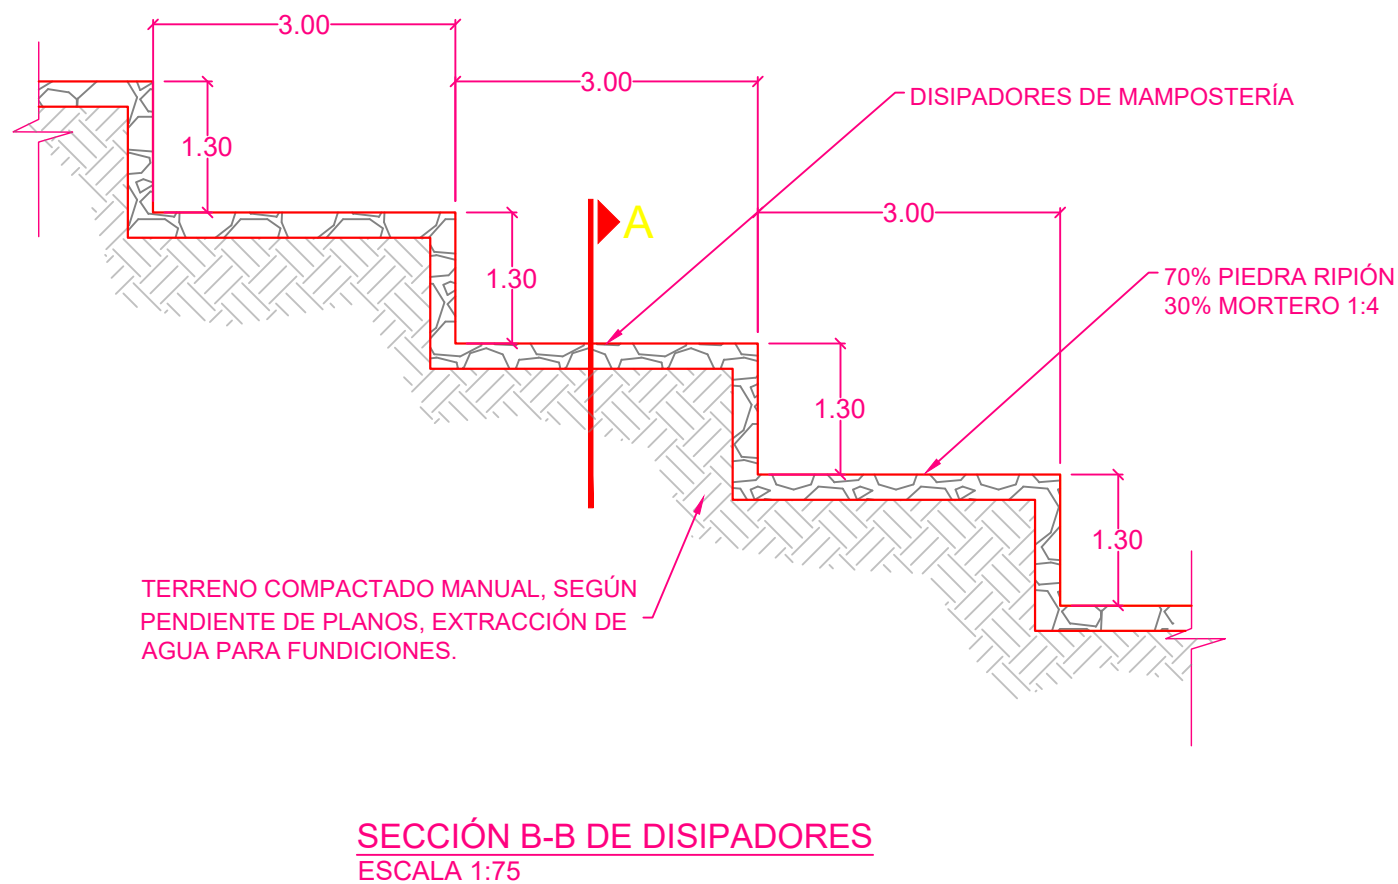 3.00
3.00
DISIPADORES DE MAMPOSTERÍA
1.30
3.00
A
1.30
70% PIEDRA RIPIÓN
30% MORTERO 1:4
1.30
1.30
TERRENO COMPACTADO MANUAL, SEGÚN
PENDIENTE DE PLANOS, EXTRACCIÓN DE
AGUA PARA FUNDICIONES.
SECCIÓN B-B DE DISIPADORES
ESCALA 1:75